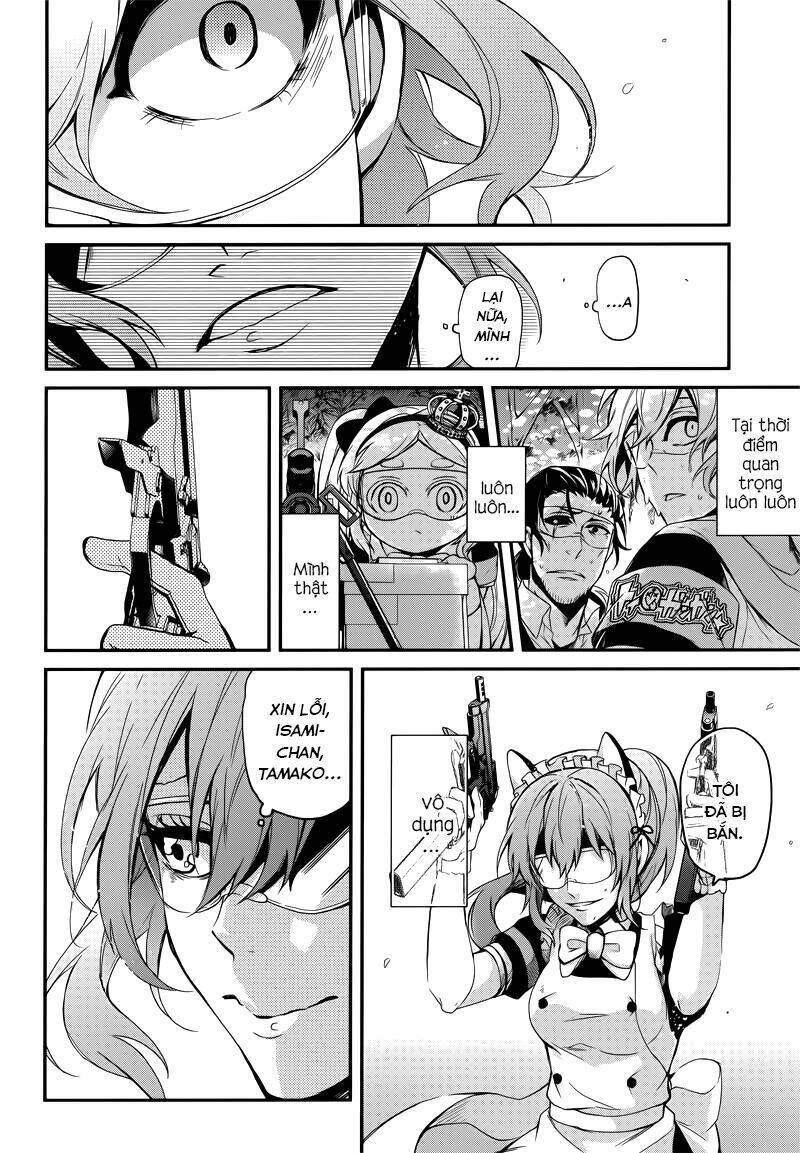 ...A
LẠI
NỮA,
MÌNH
...
Tại thời
điểm
quan
trọng
luôn luôn
luôn
luôn...
Mình
thật
...
TÔI
ĐÃ BỊ
BẮN.
vô
dụng
...
XIN LỖI,
ISAMI-
CHAN,
TAMAKO...